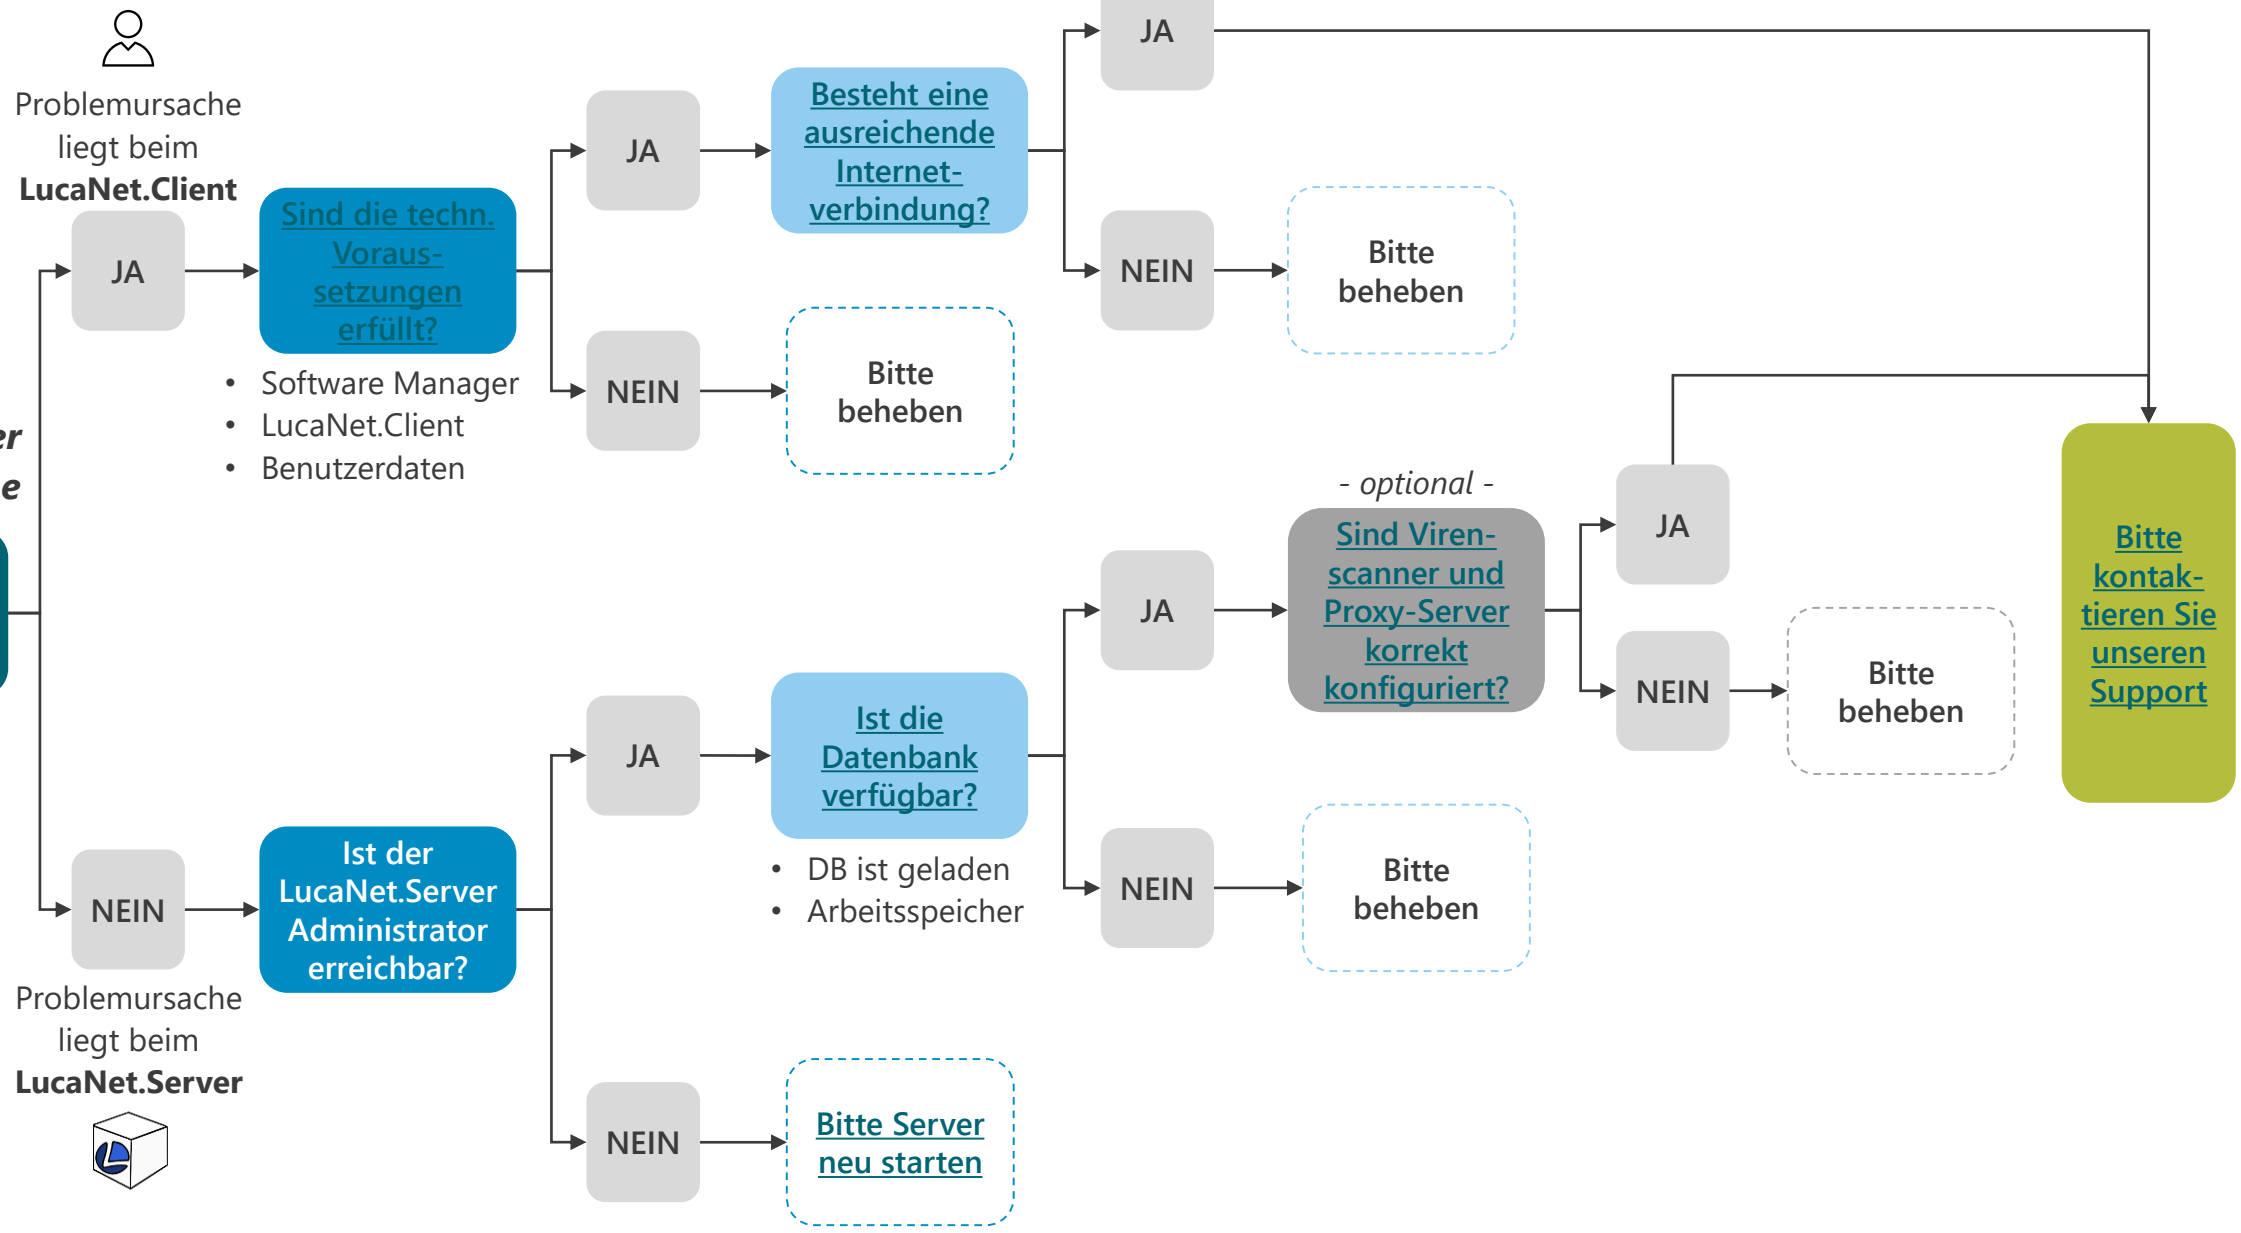 JA
Problemursache
liegt beim
LucaNet.Client
JA
Sind die techn.
Voraus-
setzungen
erfüllt?
• Software Manager
• LucaNet.Client
• Benutzerdaten
JA
Besteht eine
ausreichende
Internet-
verbindung?
NEIN
Bitte
beheben
NEIN
Bitte
beheben
- optional -
JA
Sind Viren-
scanner und
Proxy-Server
korrekt
konfiguriert?
JA
NEIN
Bitte
beheben
Bitte
kontak-
tieren Sie
unseren
Support
NEIN
Problemursache
liegt beim
LucaNet.Server
Ist der
LucaNet.Server
Administrator
erreichbar?
JA
Ist die
Datenbank
verfügbar?
• DB ist geladen
• Arbeitsspeicher
NEIN
Bitte
beheben
NEIN
Bitte Server
neu starten